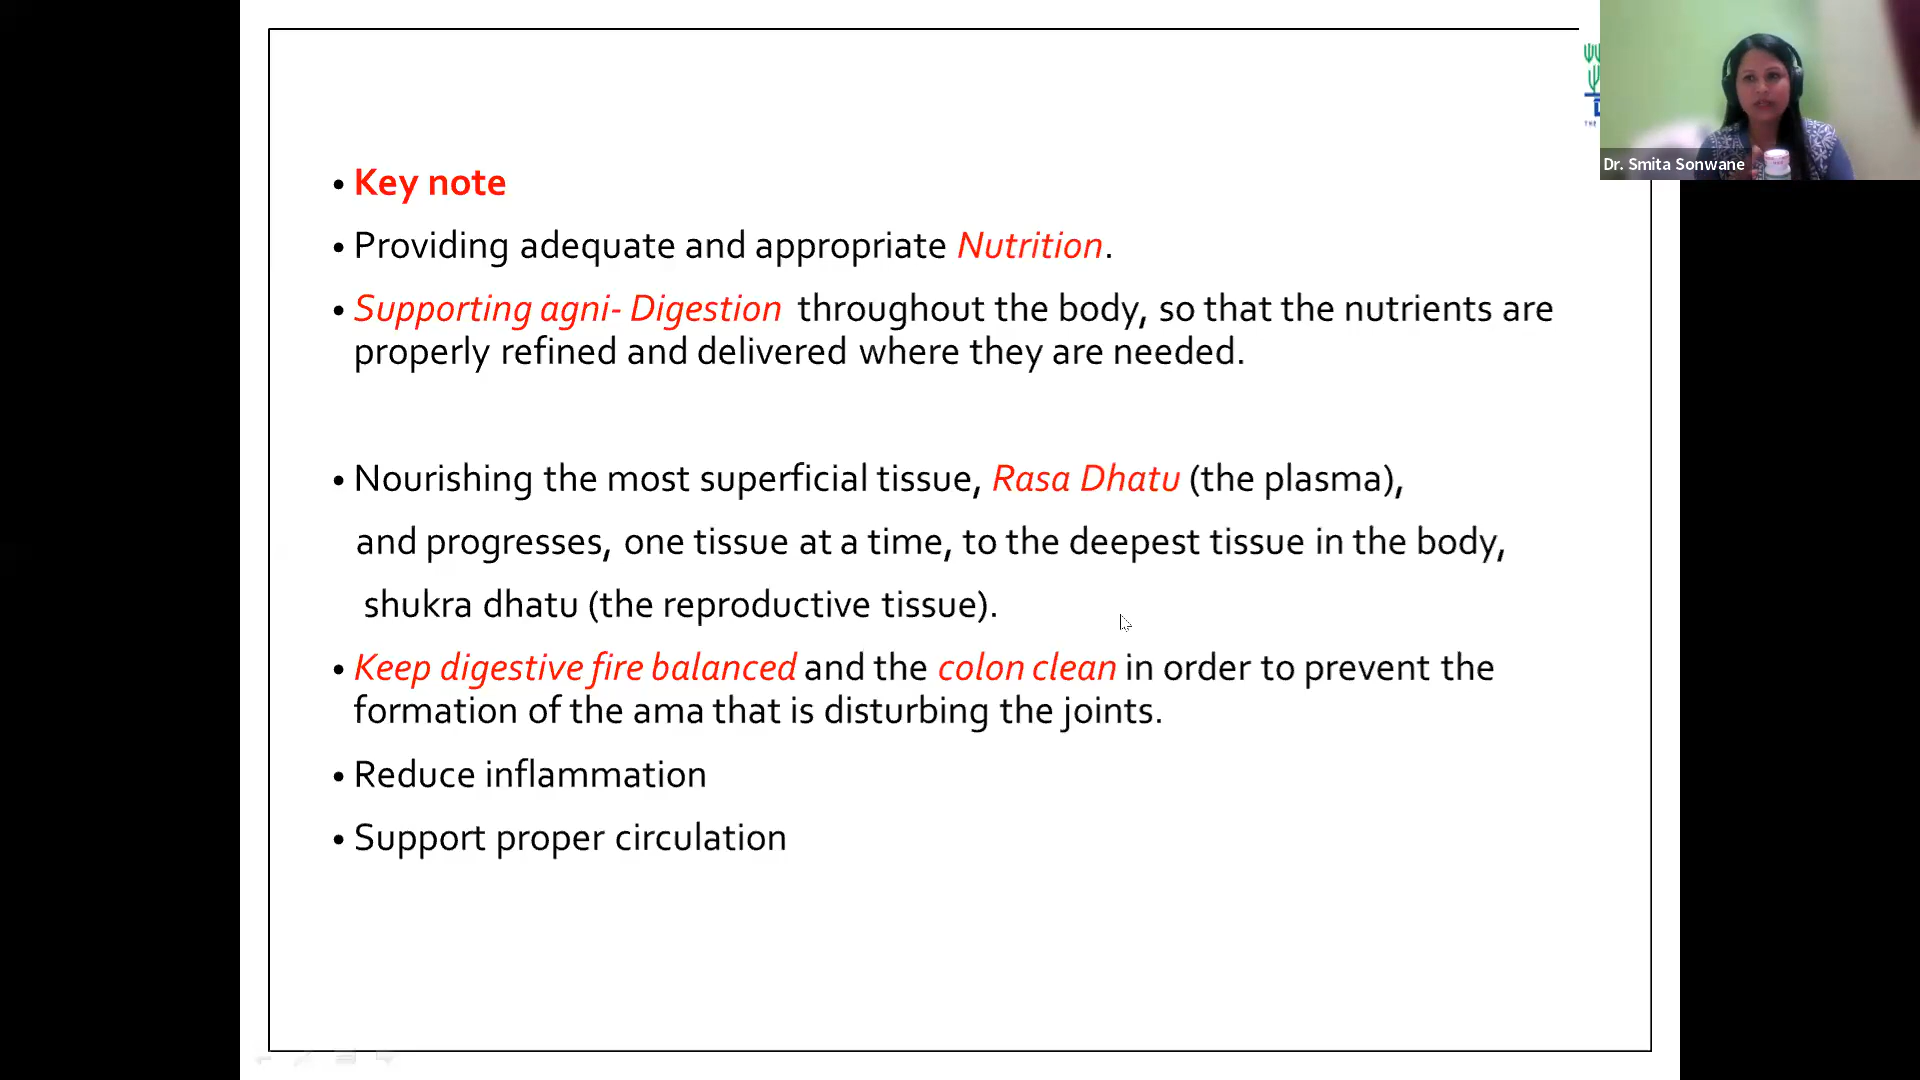 Dr. Smita Sonwane
• Key note
• Providing adequate and appropriate Nutrition.
• Supporting agni- Digestion throughout the body, so that the nutrients are
properly refined and delivered where they are needed.
• Nourishing the most superficial tissue, Rasa Dhatu (the plasma),
and progresses, one tissue at a time, to the deepest tissue in the body,
shukra dhatu (the reproductive tissue).
• Keep digestive fire balanced and the colon clean in order to prevent the
formation of the ama that is disturbing the joints.
• Reduce inflammation
• Support proper circulation